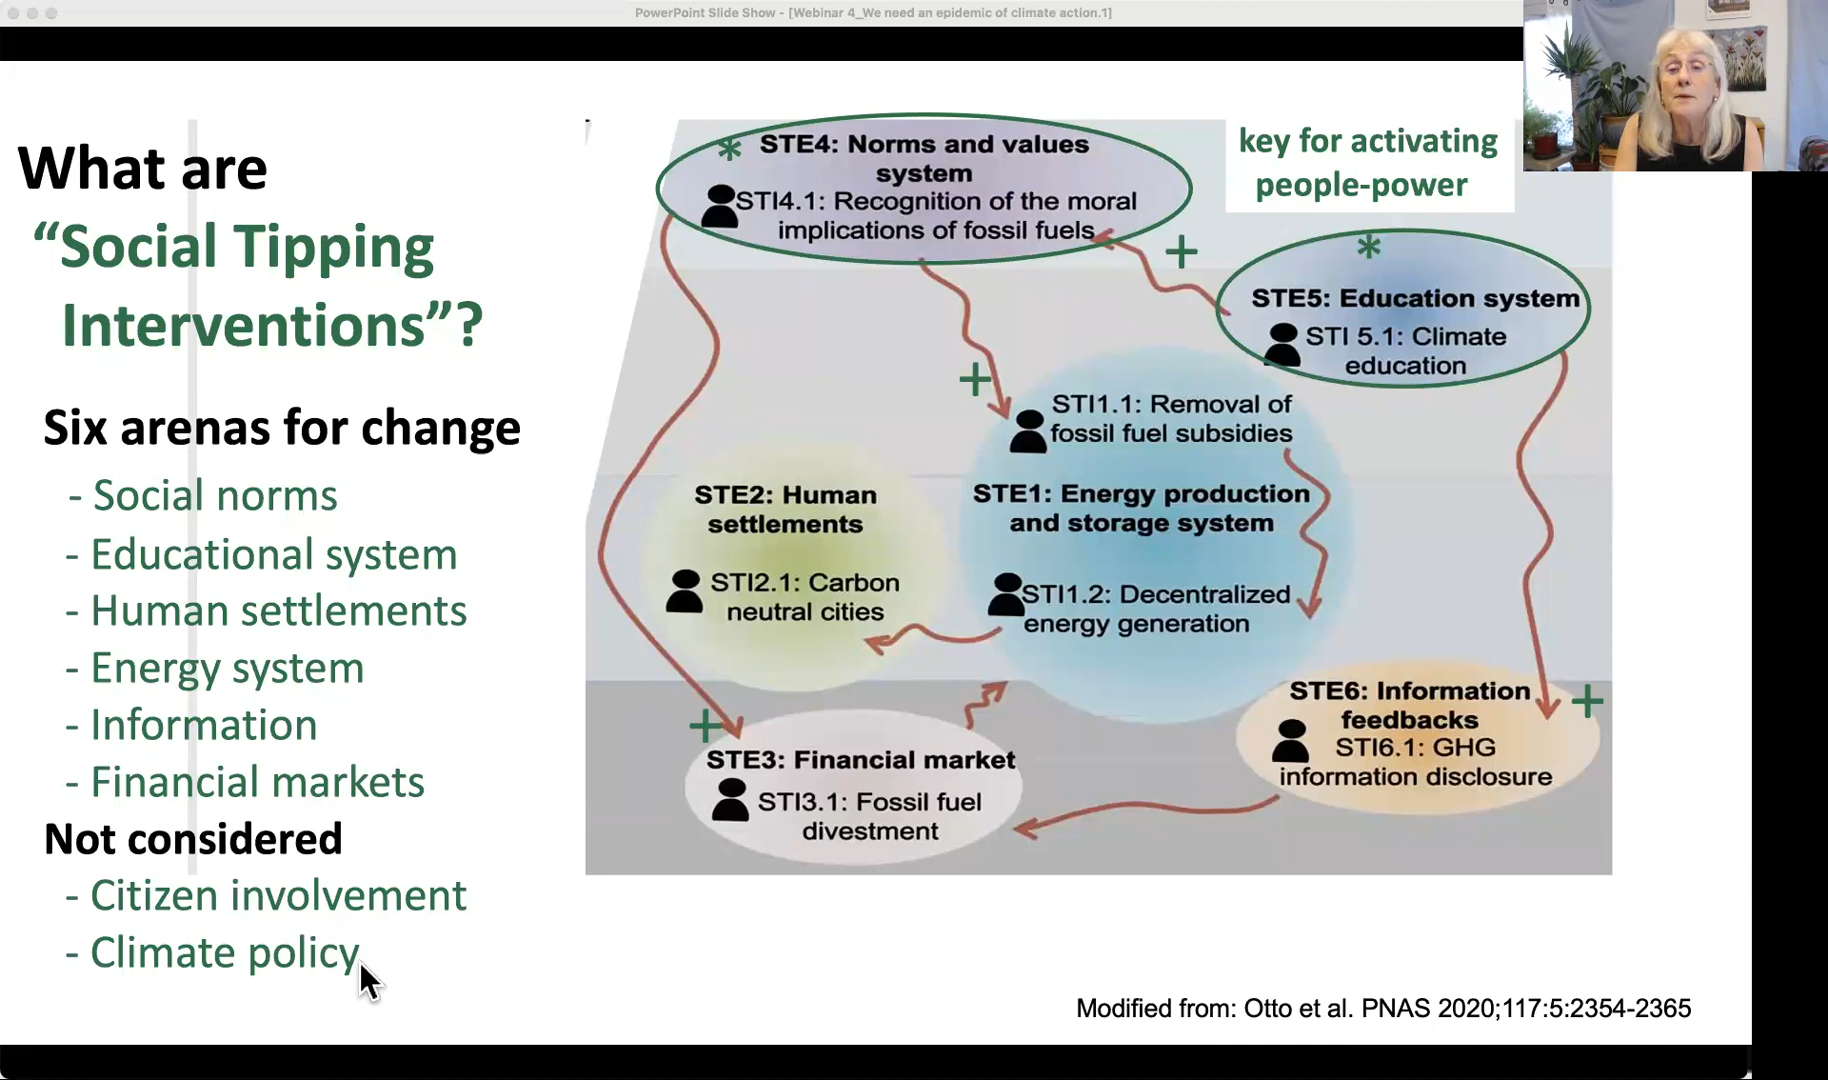 PowerPoint Slide Show - [Webinar 4_We need an epidemic of climate action.1]
What are
“Social Tipping
Interventions”?
Six arenas for change
- Social norms
- Educational system
- Human settlements
- Energy system
- Information
- Financial markets
Not considered
- Citizen involvement
- Climate policy
key for activating
people-power
* STE4: Norms and values
system
STI4.1: Recognition of the moral
implications of fossil fuels
+
*
STE5: Education system
STI 5.1: Climate
education
+
STI1.1: Removal of
fossil fuel subsidies
STE1: Energy production
and storage system
STI1.2: Decentralized
energy generation
STE2: Human
settlements
STI2.1: Carbon
neutral cities
+
STE3: Financial market
STI3.1: Fossil fuel
divestment
STE6: Information
feedbacks
STI6.1: GHG
information disclosure
+
Modified from: Otto et al. PNAS 2020;117:5:2354-2365